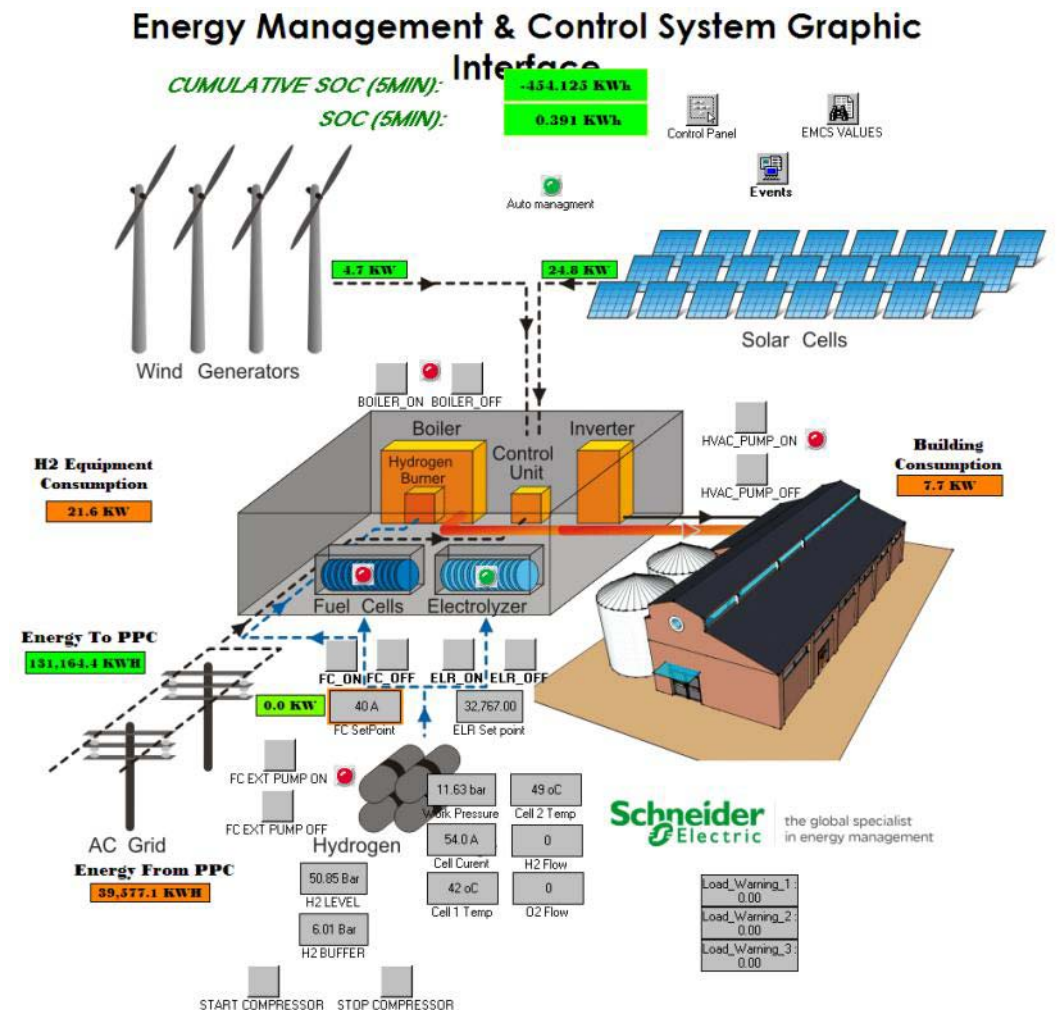 Energy Management & Control System Graphic
Interface
CUMULATIVE SOC (5MIN):
-454.125 KWh
SOC (5MIN):
0.391 KWh
Control Panel
EMCS VALUES
Events
Auto managment
4.7 KW
24.8 KW
Solar Cells
Wind Generators
BOILER_ON
BOILER_OFF
Boiler
Inverter
HVAC_PUMP_ON
Building
Consumption
7.7 KW
Hydrogen
Burner
Control
Unit
HVAC_PUMP_OFF
H2 Equipment
Consumption
21.6 KW
Fuel Cells
Electrolyzer
Energy To PPC
131,164.4 KWH
FC_ON
FC_OFF
ELR_ON
ELR_OFF
0.0 KW
40 A
FC SetPoint
32,767.00
ELR Set point
FC EXT PUMP ON
FC EXT PUMP OFF
11.63 bar
Work Pressure
49 oC
Cell 2 Temp
54.0 A
Cell Curent
0
H2 Flow
42 oC
Cell 1 Temp
0
O2 Flow
Hydrogen
AC Grid
Energy From PPC
39,577.1 KWH
50.85 Bar
H2 LEVEL
6.01 Bar
H2 BUFFER
START COMPRESSOR
STOP COMPRESSOR
Schneider
Electric
the global specialist
in energy management
Load_Warning_1 :
0.00
Load_Warning_2 :
0.00
Load_Warning_3 :
0.00